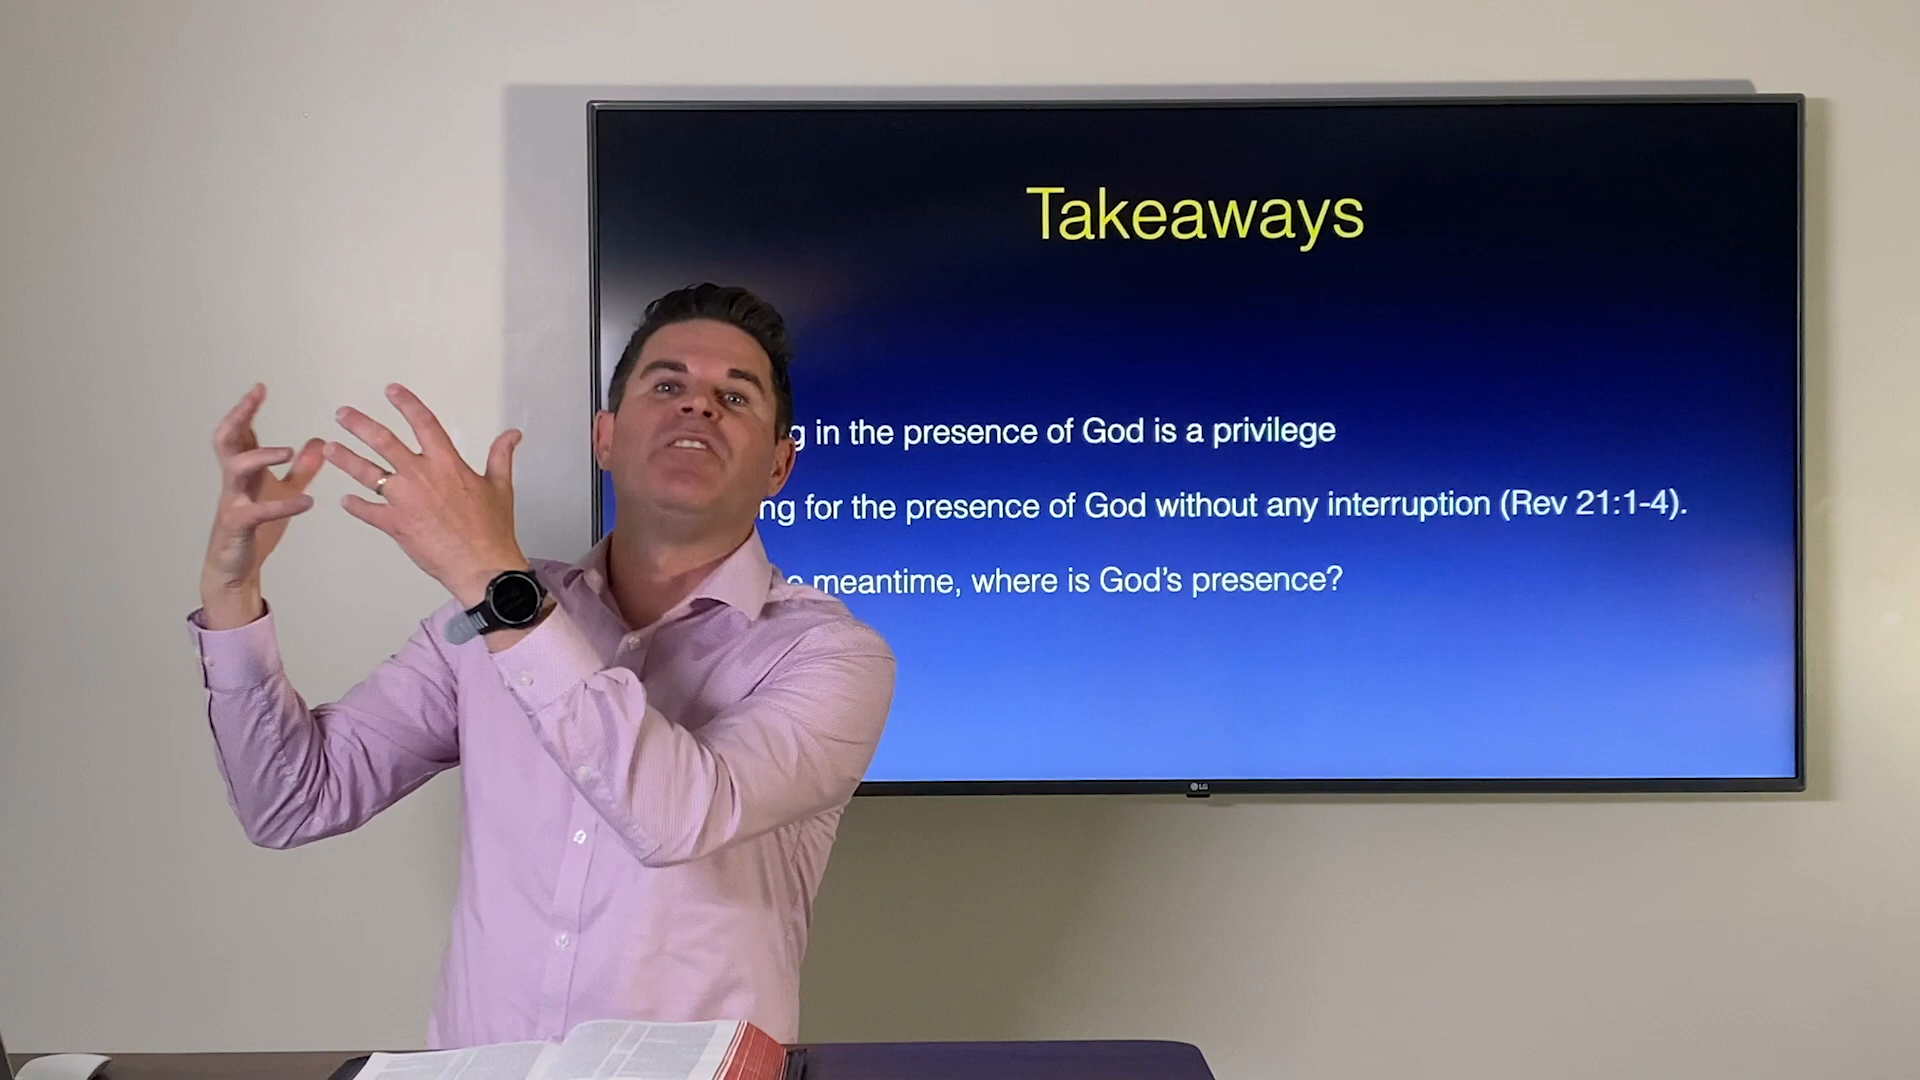 Takeaways
in the presence of God is a privilege
for the presence of God without any interruption (Rev 21:1-4).
meantime, where is God's presence?
LG